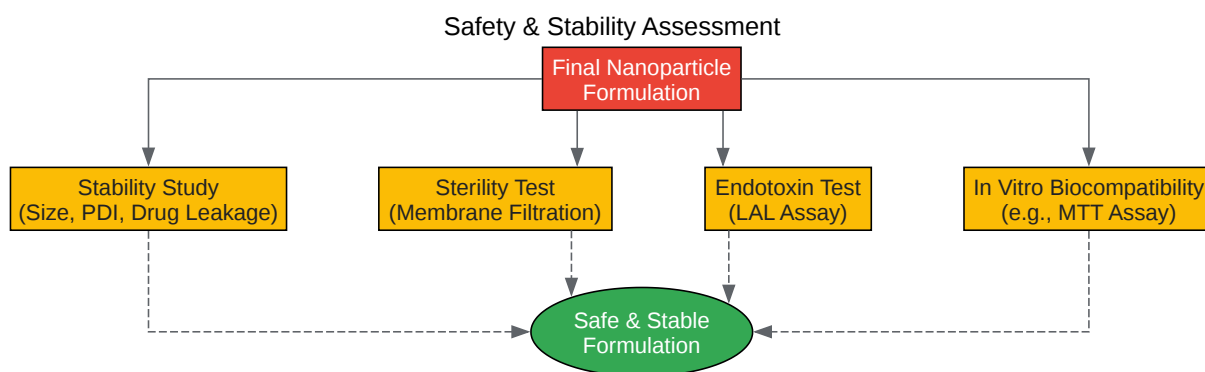 Safety & Stability Assessment
Final Nanoparticle
Formulation
Stability Study
(Size, PDI, Drug Leakage)
Sterility Test
(Membrane Filtration)
Endotoxin Test
(LAL Assay)
In Vitro Biocompatibility
(e.g., MTT Assay)
Safe & Stable
Formulation